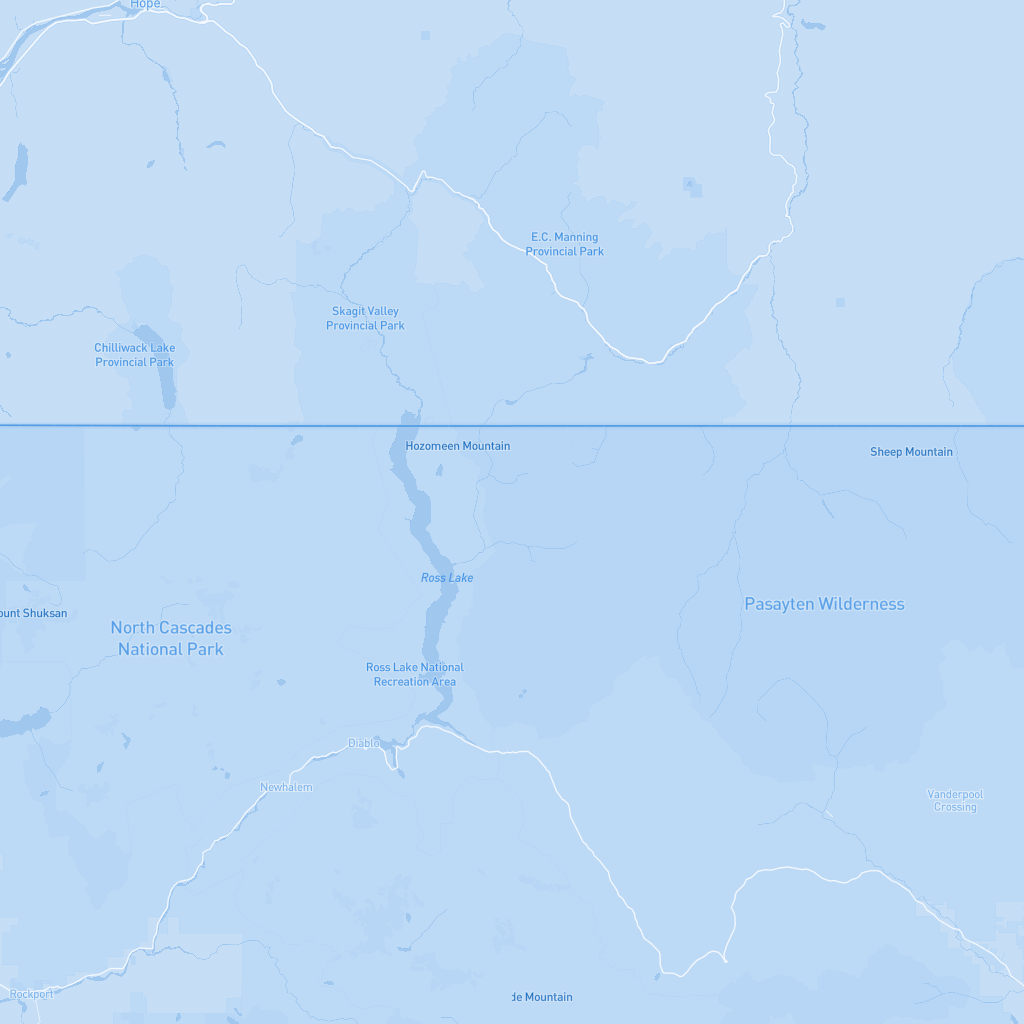 Hope
E.C. Manning
Provincial Park
Skagit Valley
Provincial Park
Chilliwack Lake
Provincial Park
Hozomeen Mountain
Sheep Mountain
Ross Lake
Pasayten Wilderness
ount Shuksan
North Cascades
National Park
Ross Lake National
Recreation Area
Diablo
Newhalem
Vanderpool
Crossing
Rockport
de Mountain